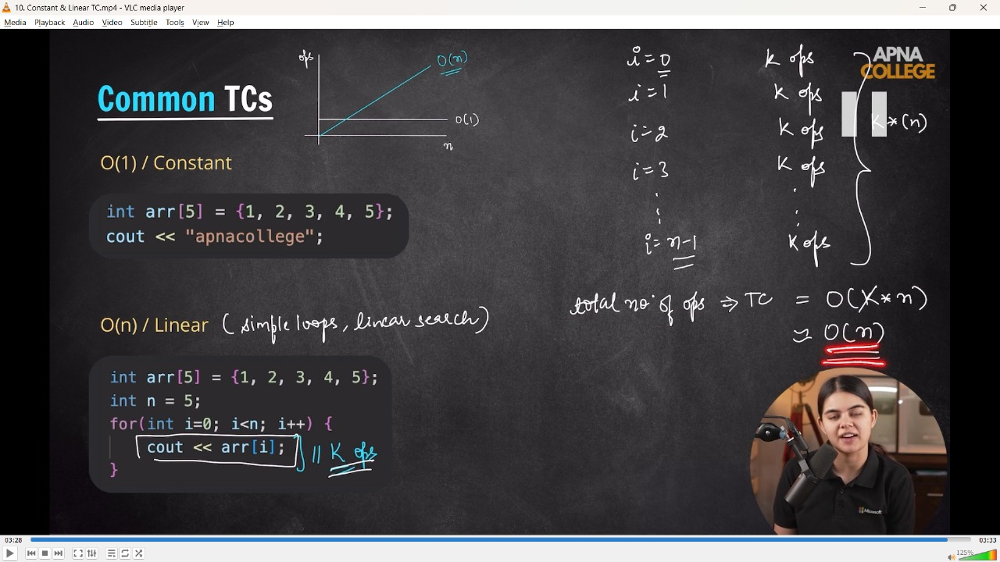 10. Constant & Linear TC.mp4 - VLC media player
Media Playback Audio Video Subtitle Tools View Help
APNA
COLLEGE
Common TCs
ops
O(n)
O(1)
n
O(1) / Constant
int arr[5] = {1, 2, 3, 4, 5};
cout << "apnacollege";
O(n) / Linear (simple loops, linear search)
int arr[5] = {1, 2, 3, 4, 5};
int n = 5;
for(int i=0; i<n; i++) {
cout << arr[i]; } // K ops
}
i = 0 K ops
i = 1 K ops
i = 2 K ops
i = 3 K ops
i = n-1 K ops
K * (n)
total no. of ops => TC = O(K * n)
≃ O(n)
Microsoft
03:28
03:33
125%